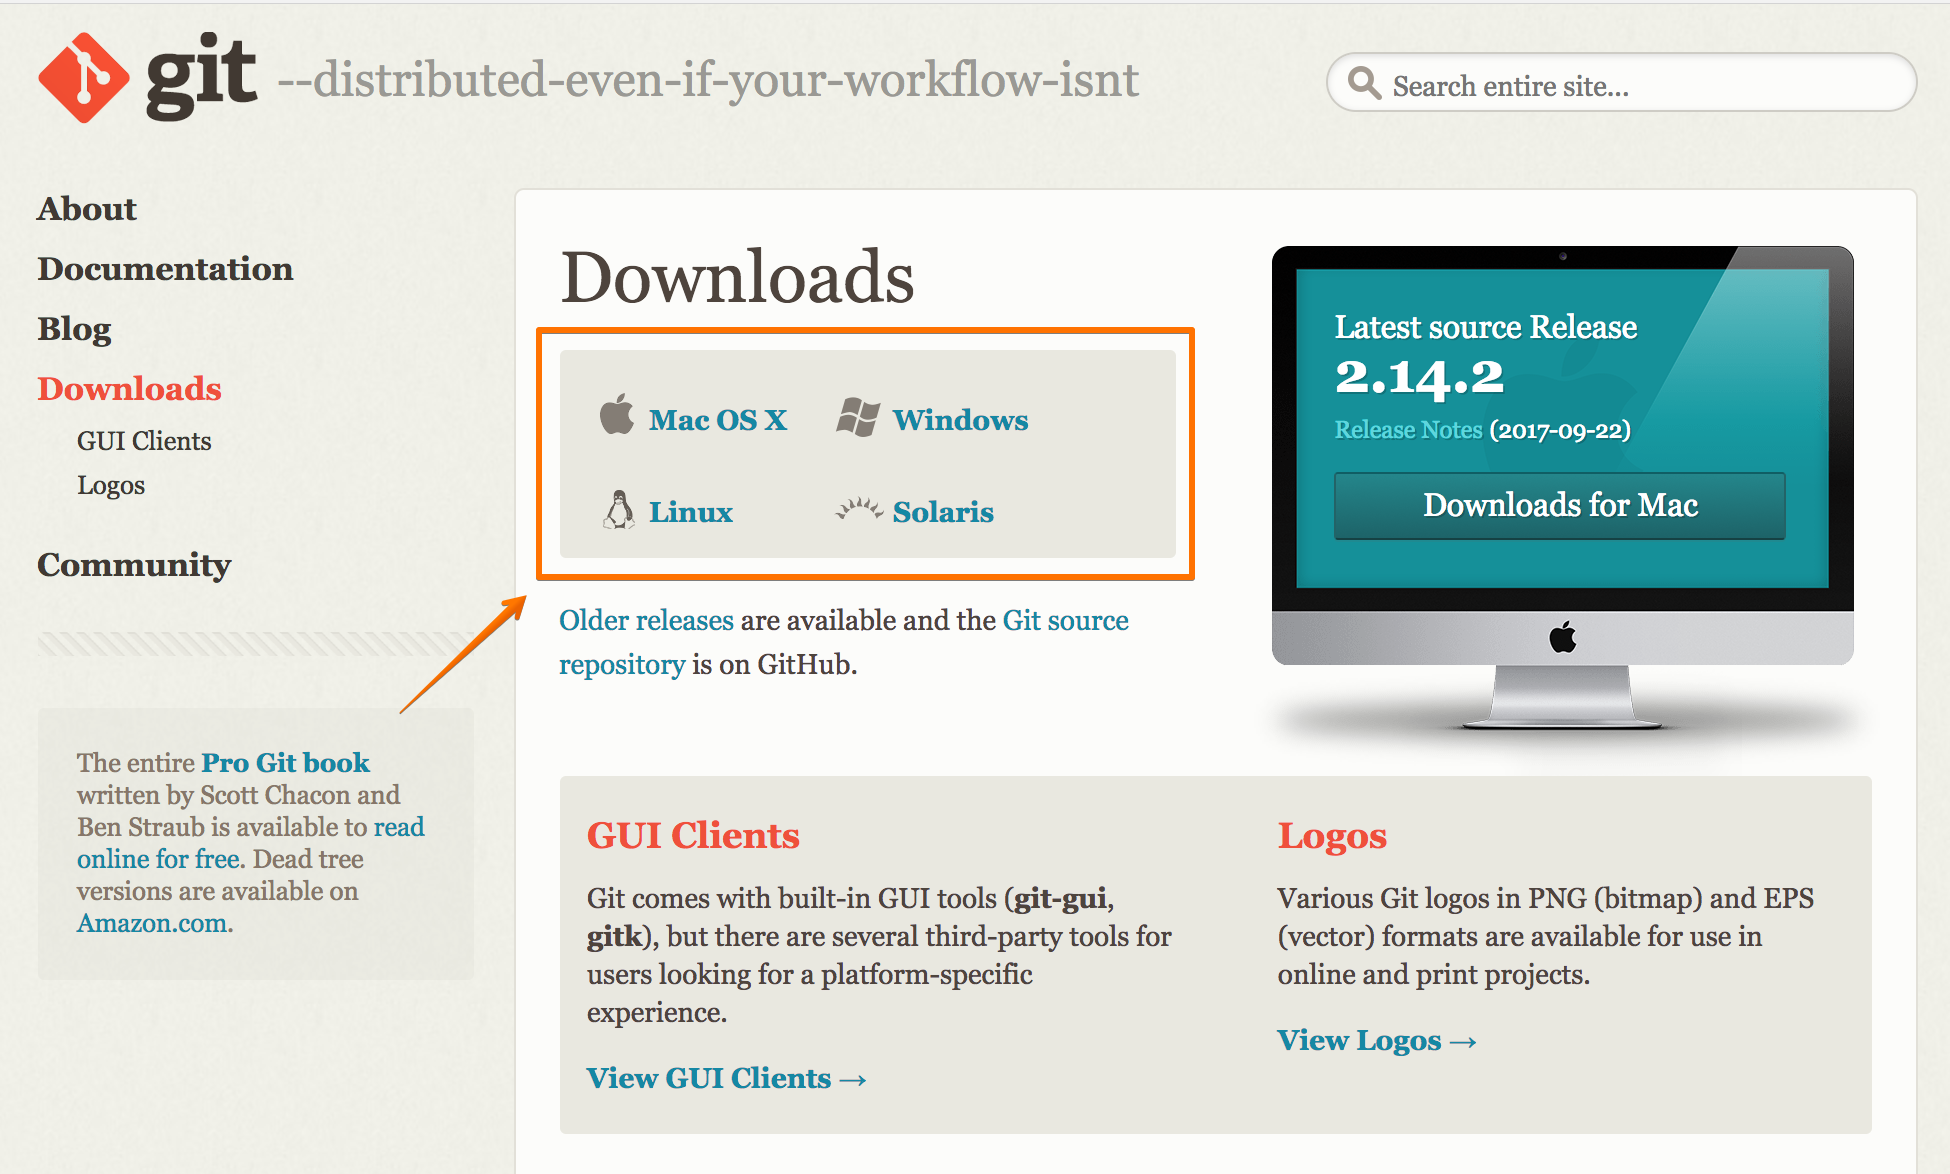 git --distributed-even-if-your-workflow-isnt
Search entire site...
About
Documentation
Blog
Downloads
GUI Clients
Logos
Community
The entire Pro Git book
written by Scott Chacon and
Ben Straub is available to read
online for free. Dead tree
versions are available on
Amazon.com.
Downloads
Mac OS X
Windows
Linux
Solaris
Older releases are available and the Git source
repository is on GitHub.
Latest source Release
2.14.2
Release Notes (2017-09-22)
Downloads for Mac
GUI Clients
Git comes with built-in GUI tools (git-gui,
gitk), but there are several third-party tools for
users looking for a platform-specific
experience.
View GUI Clients →
Logos
Various Git logos in PNG (bitmap) and EPS
(vector) formats are available for use in
online and print projects.
View Logos →